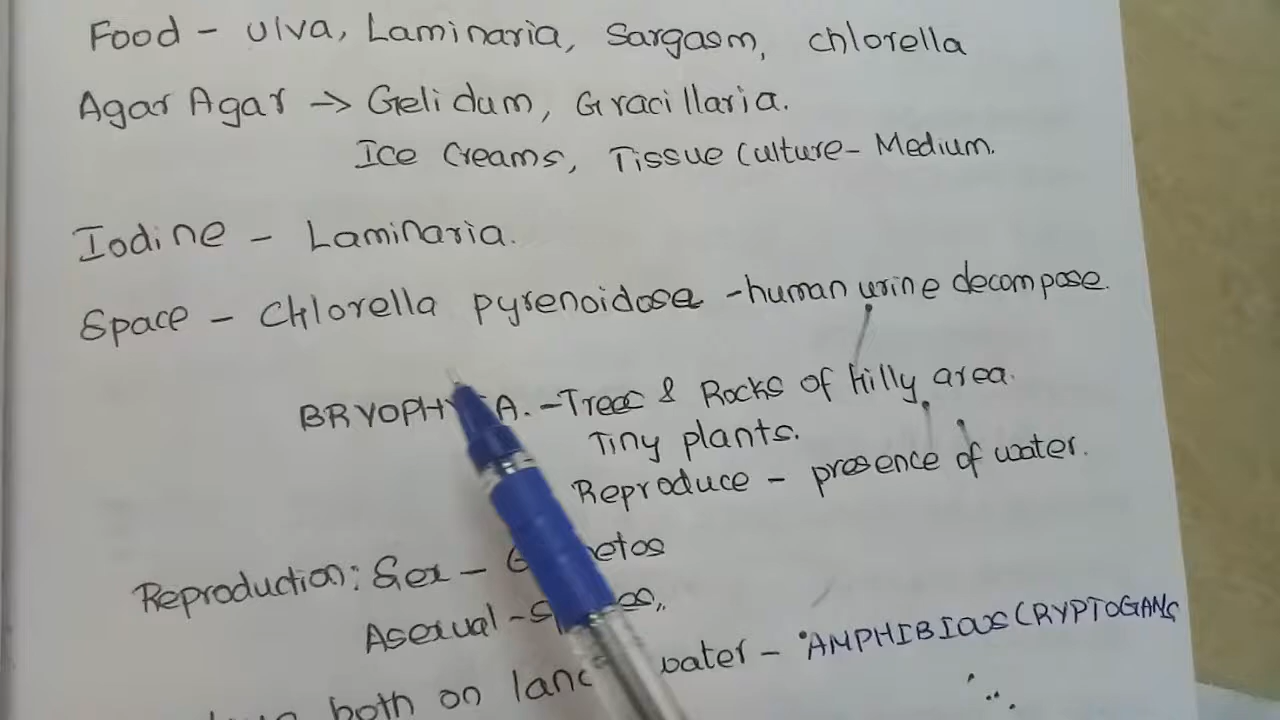 Food - Ulva, Laminaria, Sargasm, chlorella
Agar Agar → Gelidum, Gracillaria.
Ice Creams, Tissue Culture - Medium.
Iodine - Laminaria.
Space - Chlorella pyrenoidosa - human urine decompose.
- Trees & Rocks of hilly area.
Tiny plants.
Reproduce - presence of water.
Reproduction: Sex -
Asexual -
both on water - AMPHIBIOUS CRYPTOGAMS